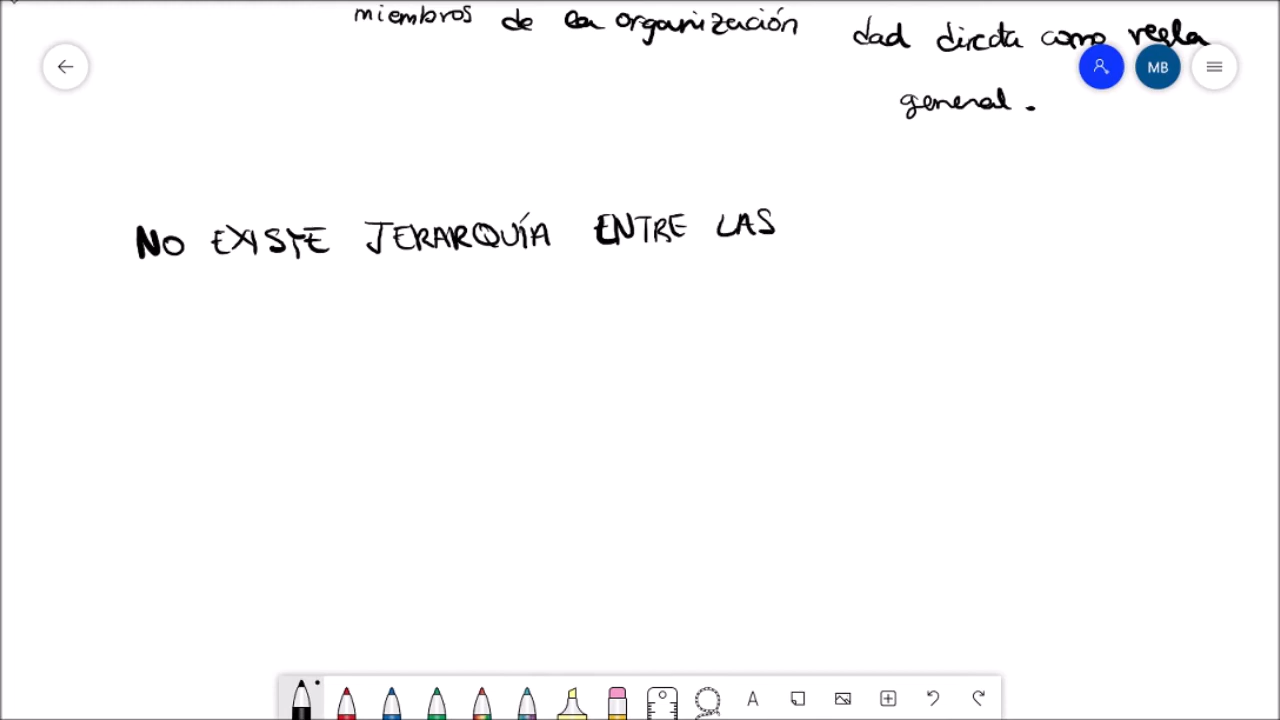 miembros de la organización
dad directa como regla
general.
MB
NO EXISTE JERARQUÍA ENTRE LAS
A